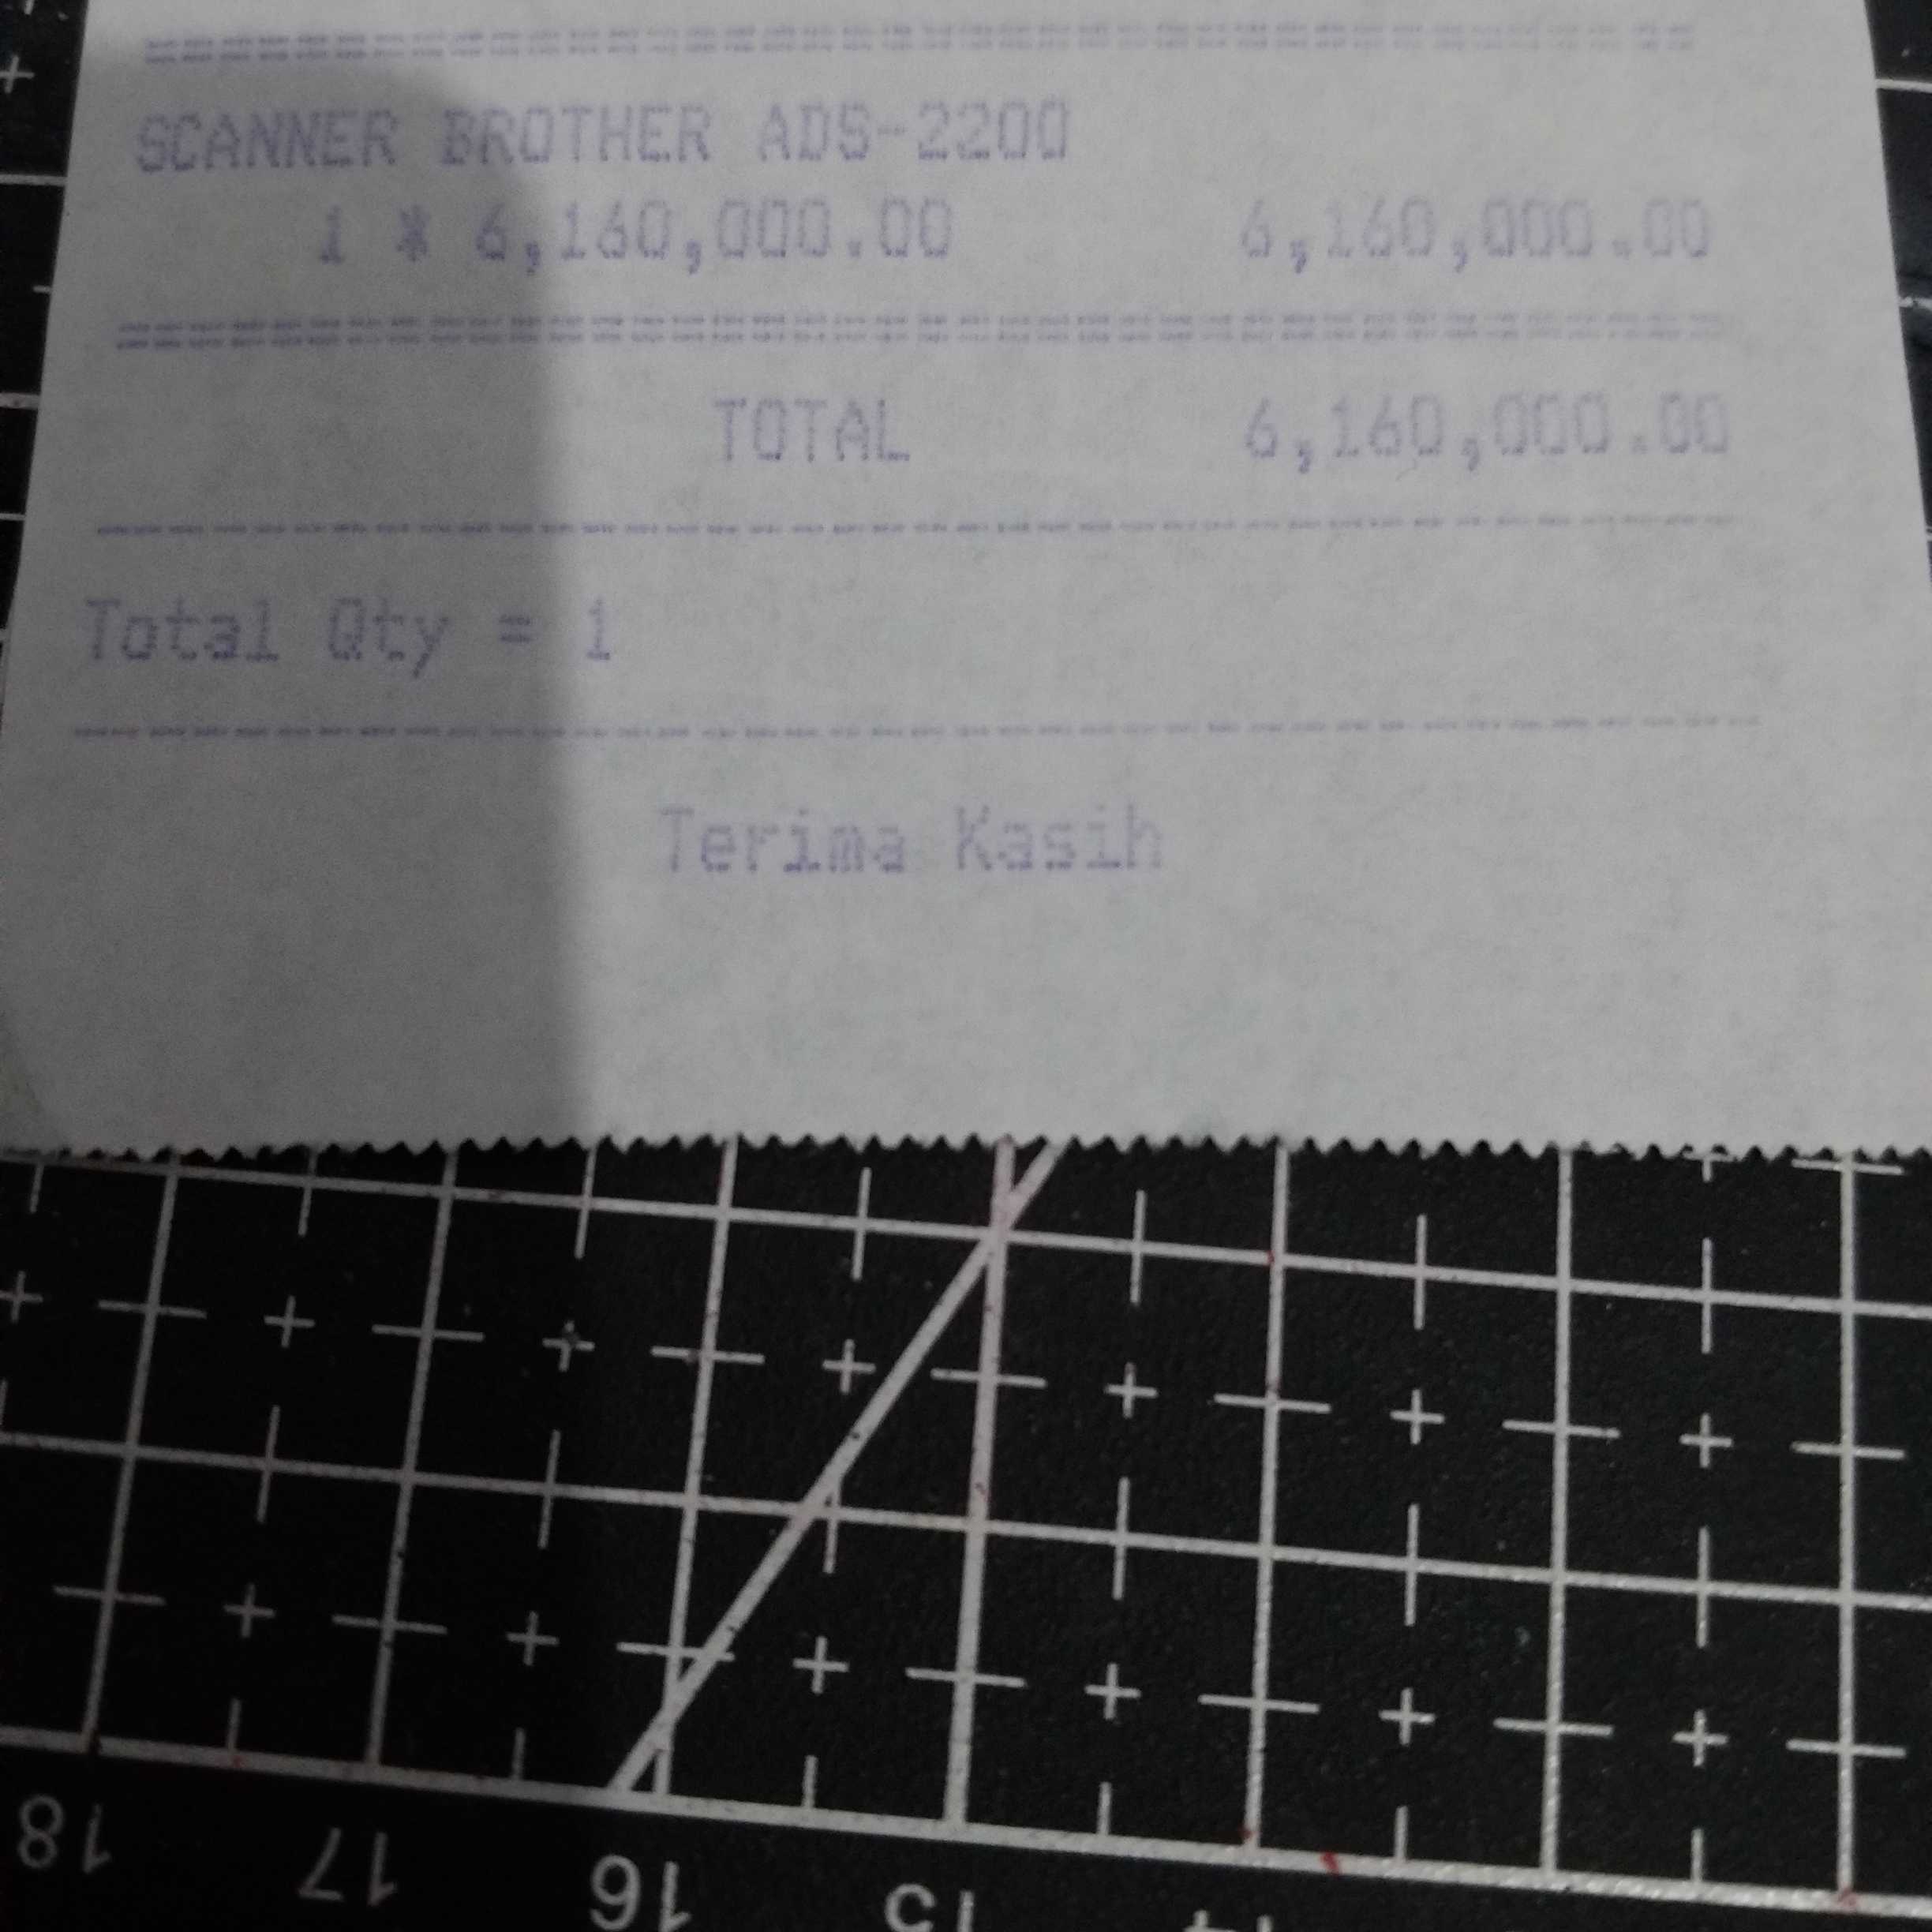 SCANNER BROTHER ADS-2200
1 * 6,160,000.00 6,160,000.00
TOTAL 6,160,000.00
Total Qty = 1
Terima Kasih
18 17 16 15